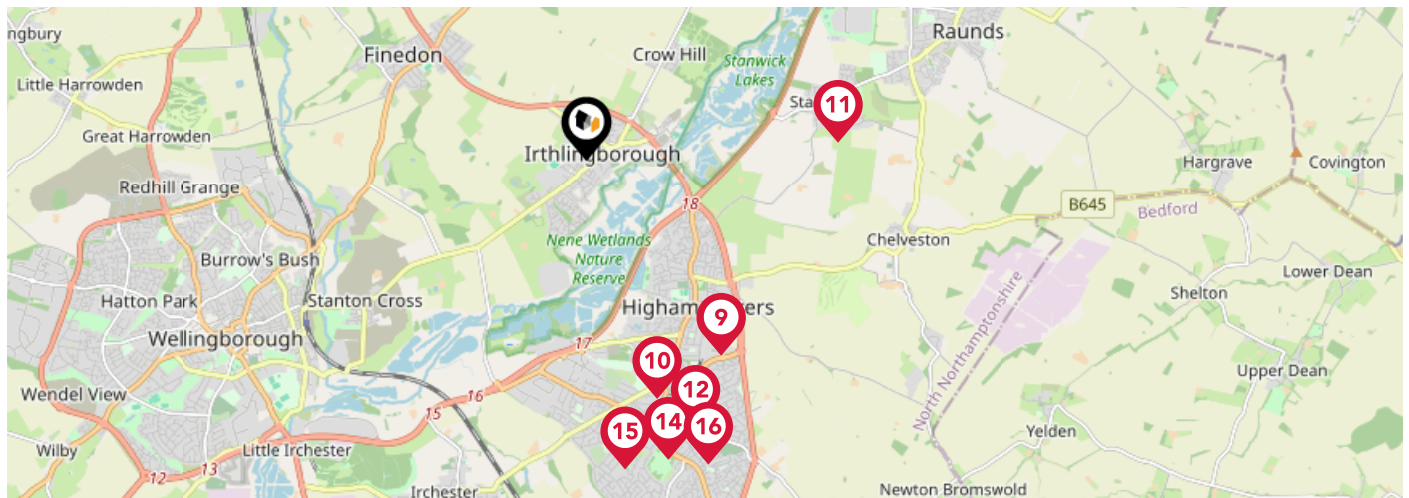 ngbury
Finedon
Crow Hill
Raunds
Stanwick
Lakes
Little Harrowden
Sta
11
Great Harrowden
Irthlingborough
Hargrave
Covington
Redhill Grange
18
B645
Bedford
Nene Wetlands
Nature
Reserve
Chelveston
Burrow's Bush
Lower Dean
Hatton Park
Stanton Cross
Shelton
Higham
ers
9
North Northamptonshire
Wellingborough
17
10
Upper Dean
12
Wendel View
16
15
14
16
15
Yelden
Wilby
Little Irchester
13
12
Irchester
Newton Bromswold